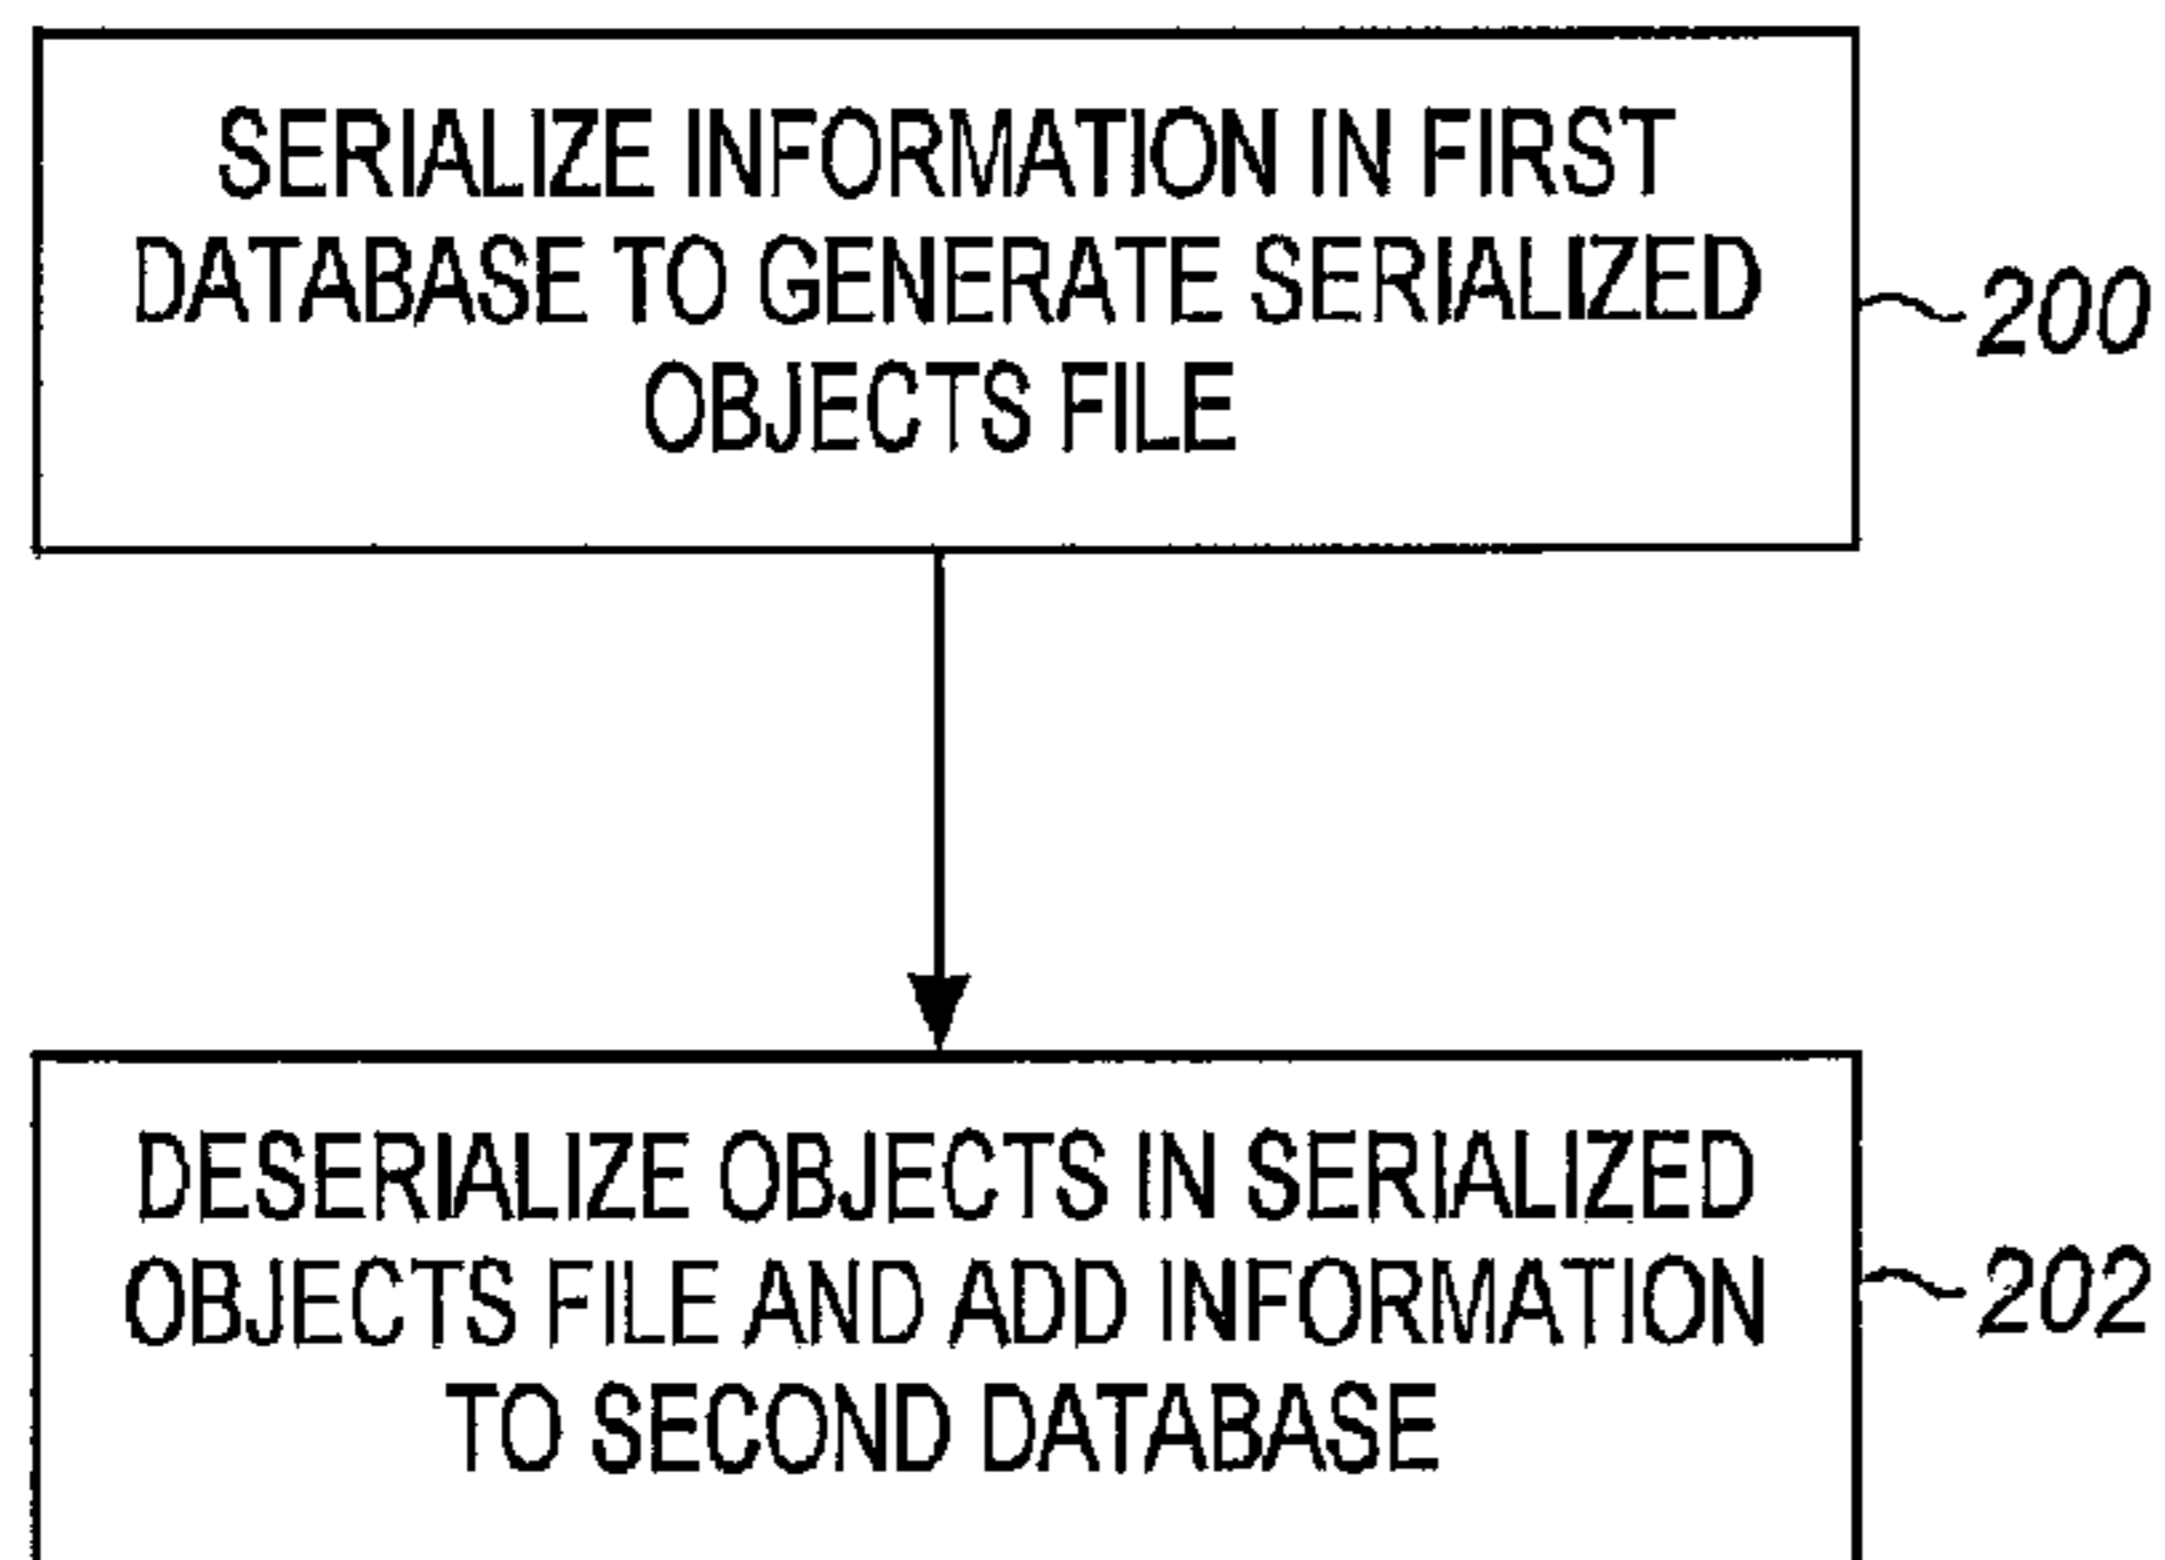 SERIALIZE INFORMATION IN FIRST
DATABASE TO GENERATE SERIALIZED
OBJECTS FILE
200
DESERIALIZE OBJECTS IN SERIALIZED
OBJECTS FILE AND ADD INFORMATION
TO SECOND DATABASE
202